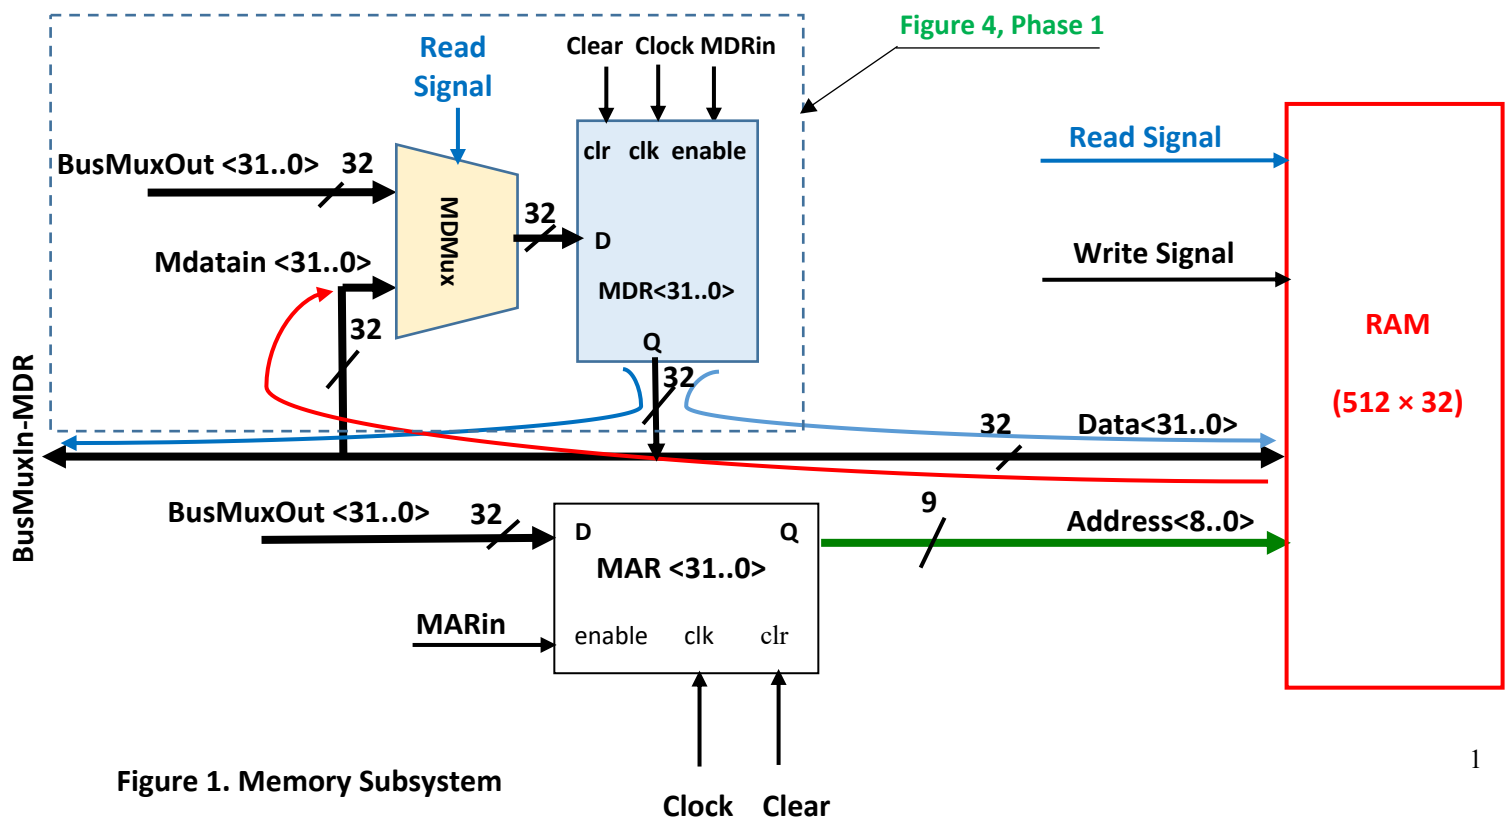 Figure 4, Phase 1
Read
Signal
Clear Clock MDRin
clr clk enable
BusMuxOut <31..0> 32
MDMux
32
D
Mdatain <31..0>
MDR<31..0>
32
Q
32
Read Signal
Write Signal
RAM
(512 × 32)
BusMuxIn-MDR
32 Data<31..0>
BusMuxOut <31..0> 32
D Q
9
Address<8..0>
MAR <31..0>
MARin
enable clk clr
Figure 1. Memory Subsystem
Clock Clear
1